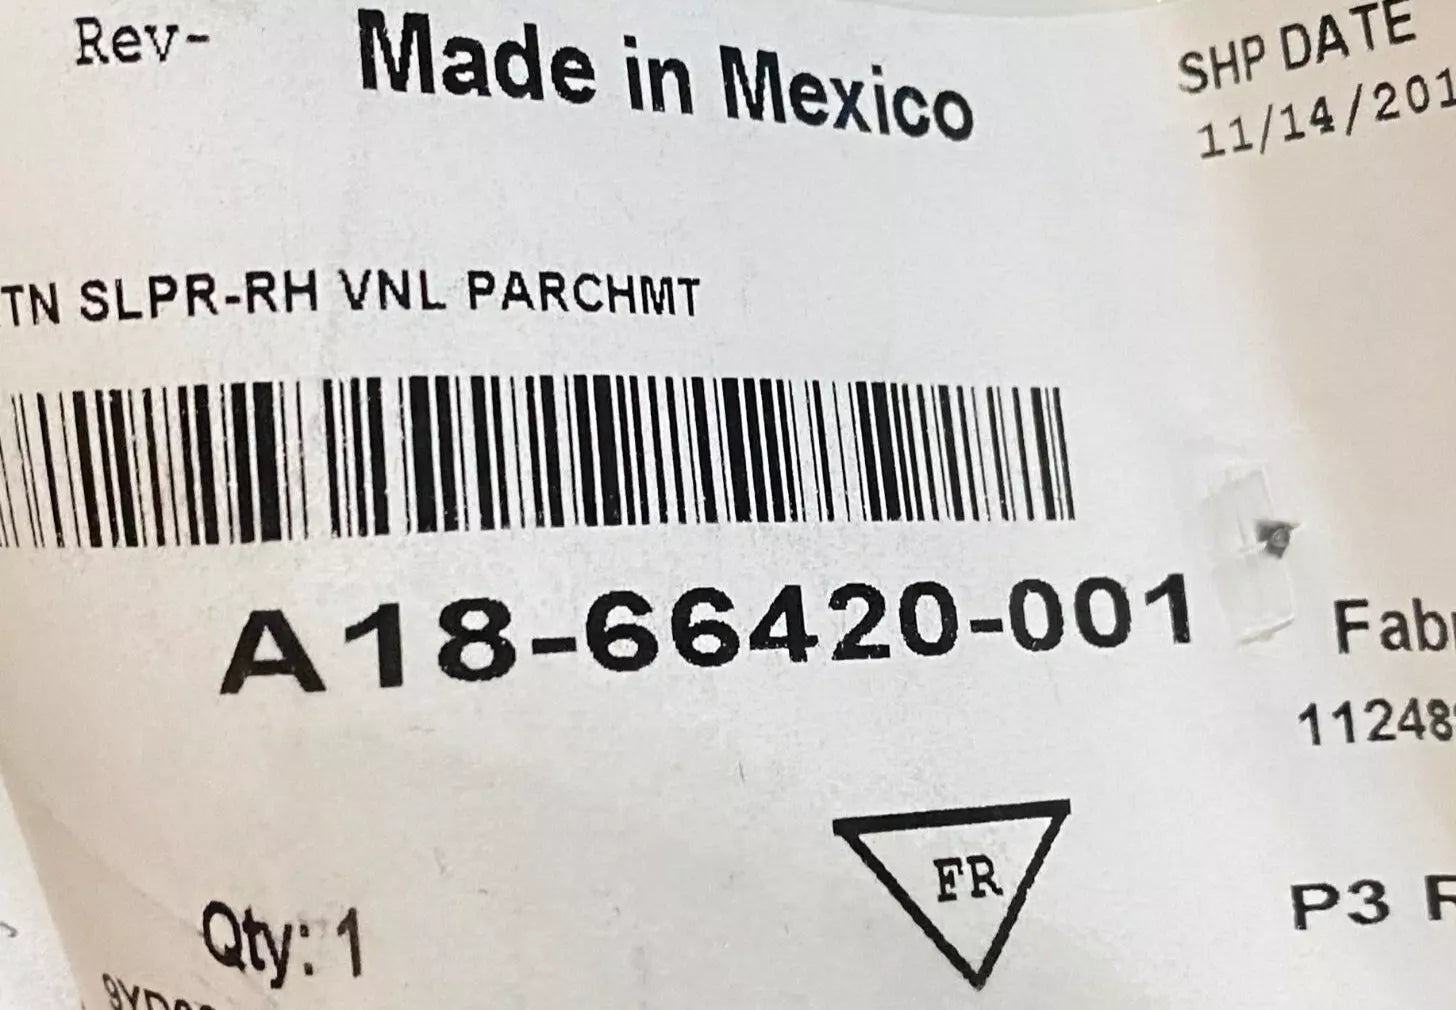 Rev-
Made in Mexico
SHP DATE
11/14/201
TN SLPR-RH VNL PARCHMT
A18-66420-001
Fab
11248
FR
P3
Qty: 1